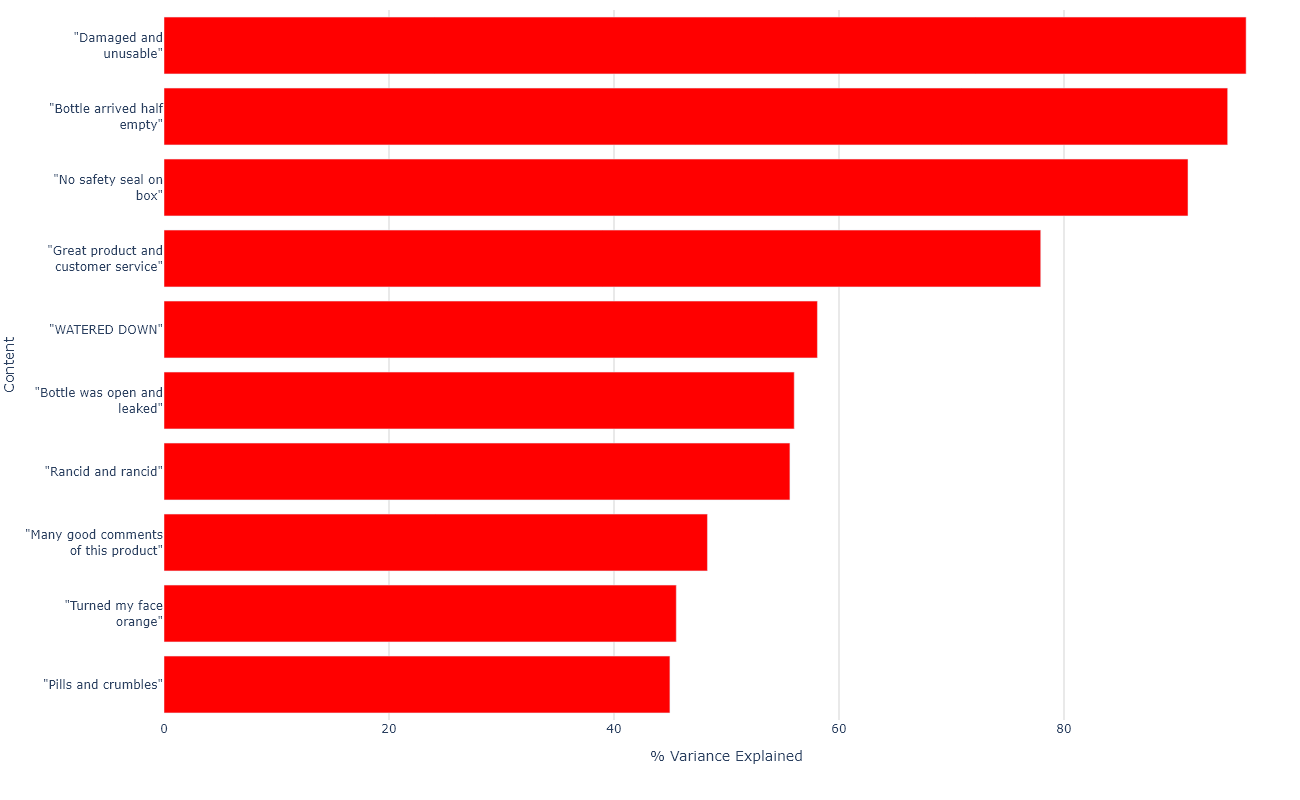 "Damaged and
unusable"
"Bottle arrived half
empty"
"No safety seal on
box"
"Great product and
customer service"
"WATERED DOWN"
"Bottle was open and
leaked"
"Rancid and rancid"
"Many good comments
of this product"
"Turned my face
orange"
"Pills and crumbles"
Content
0 20 40 60 80
% Variance Explained